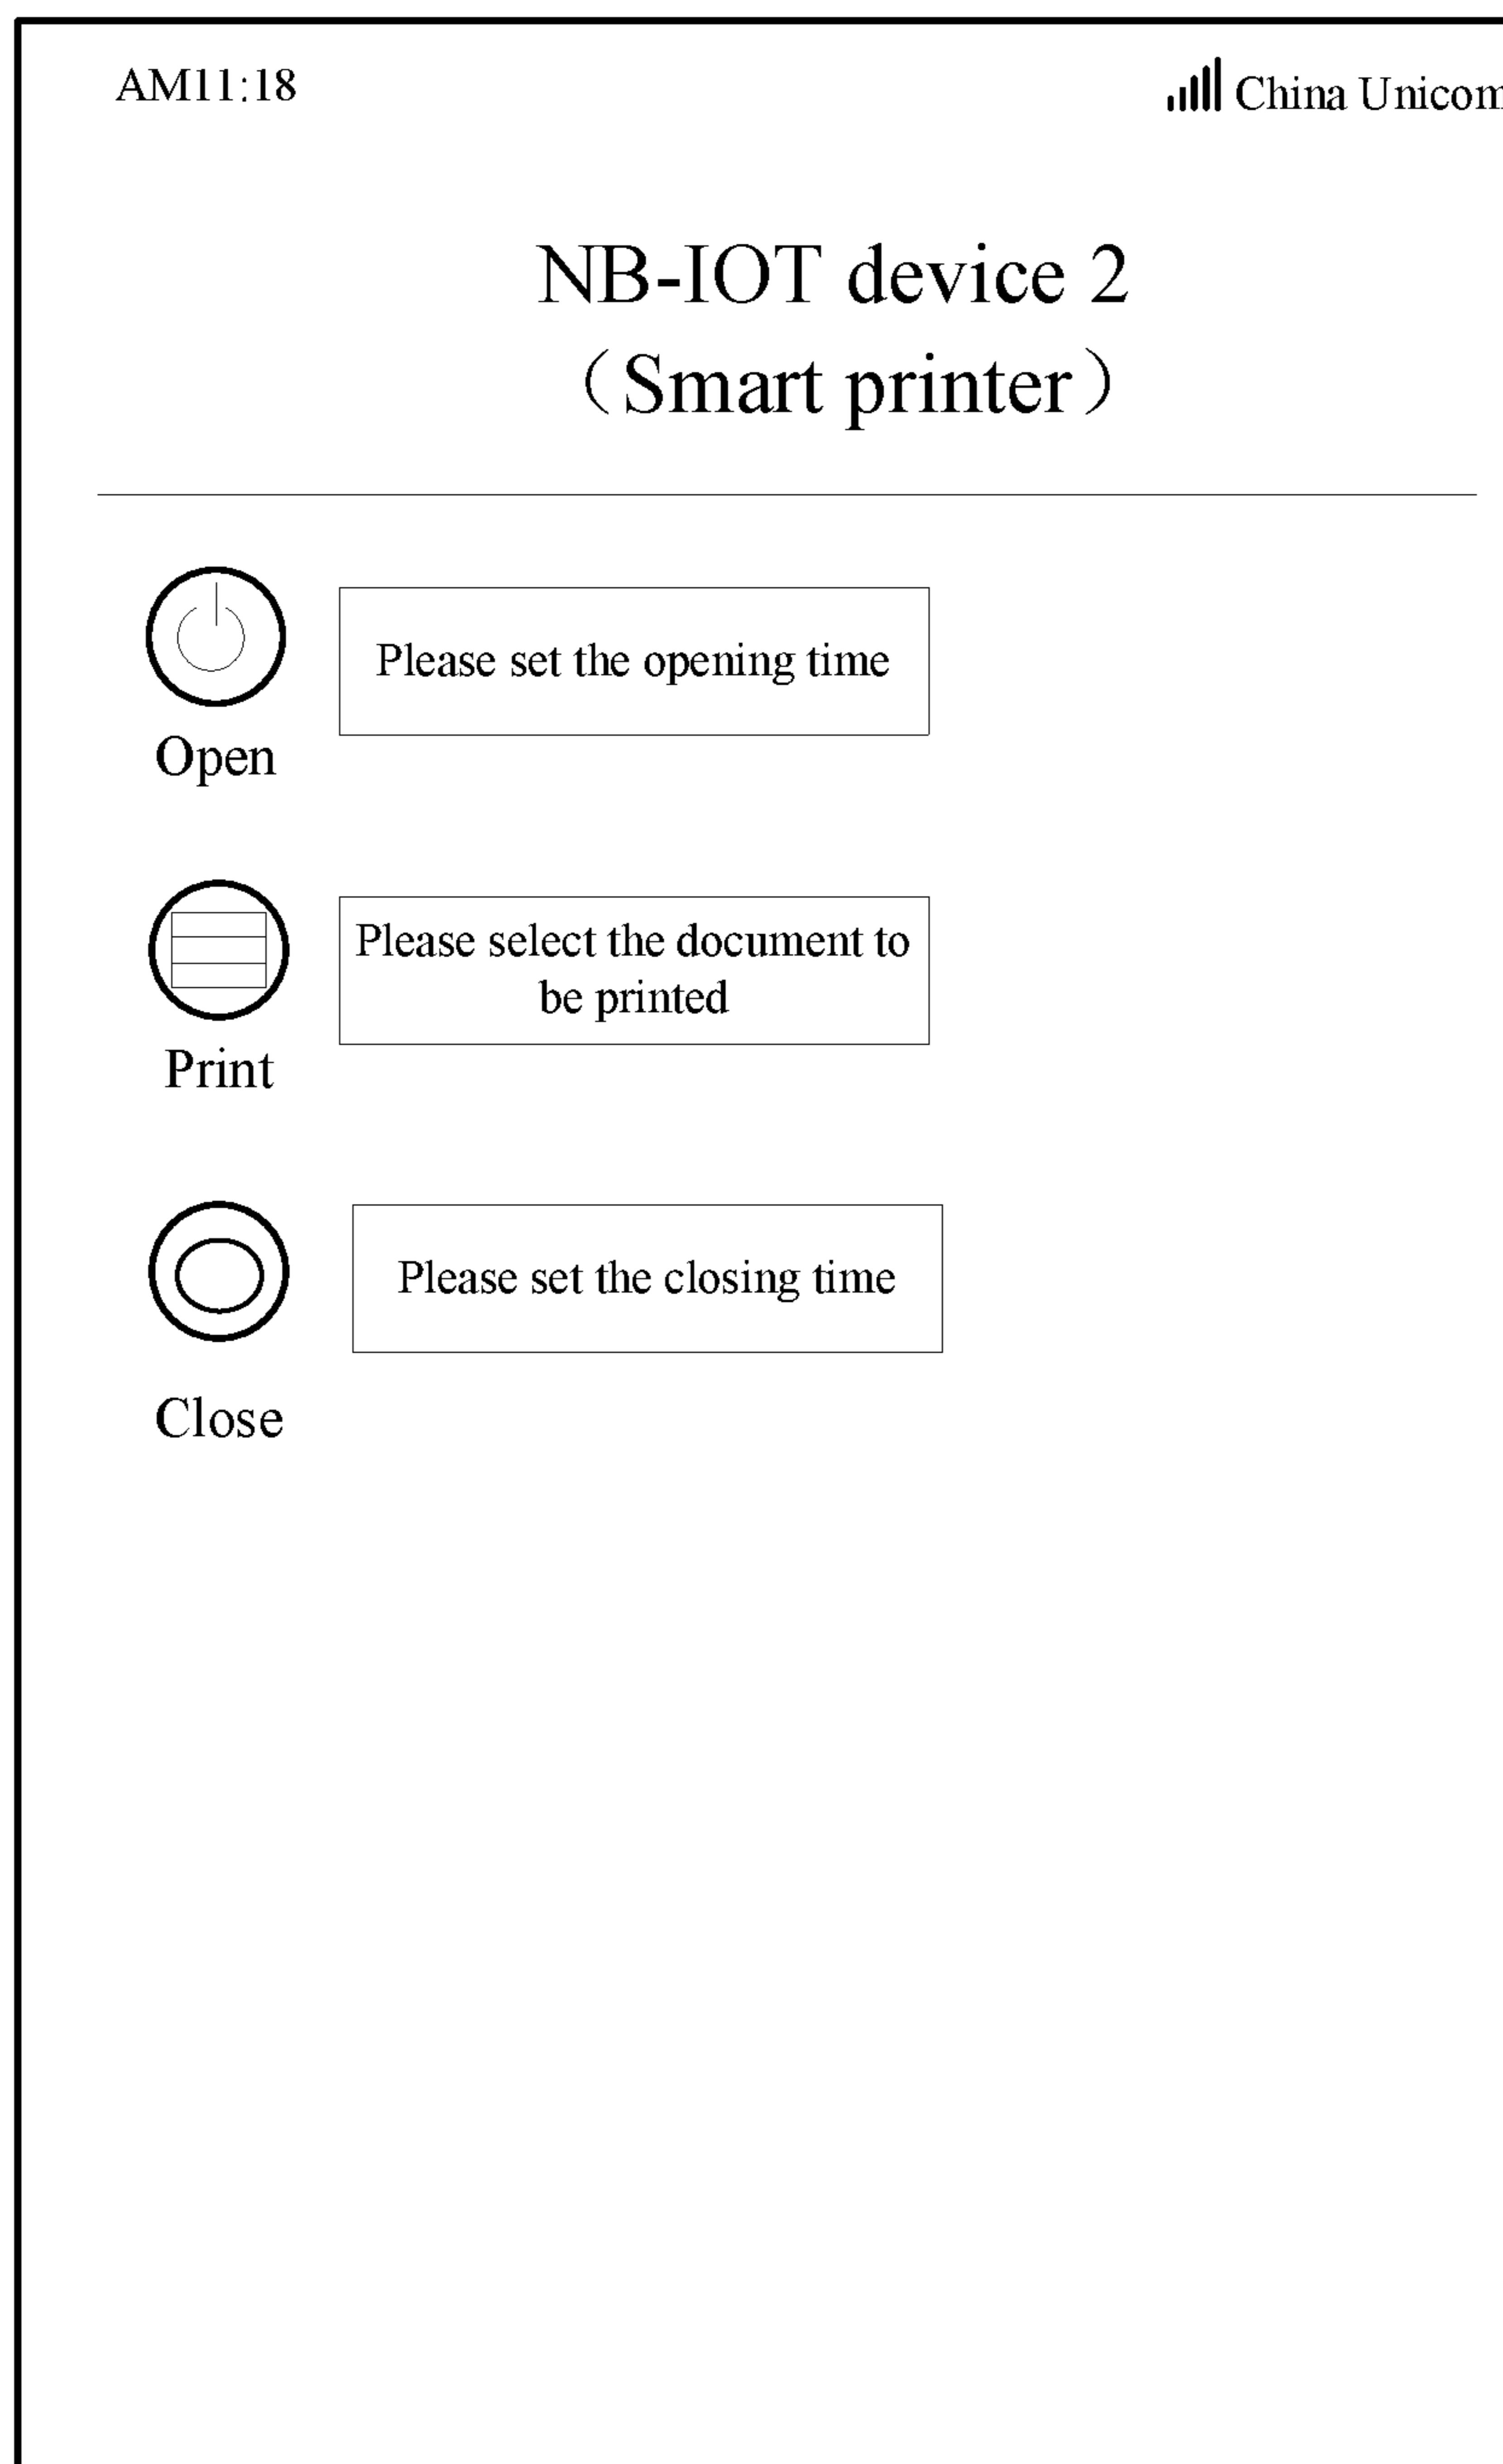 AM11:18
China Unicom
NB-IOT device 2
（Smart printer）
Please set the opening time
Open
Please select the document to
be printed
Print
Please set the closing time
Close